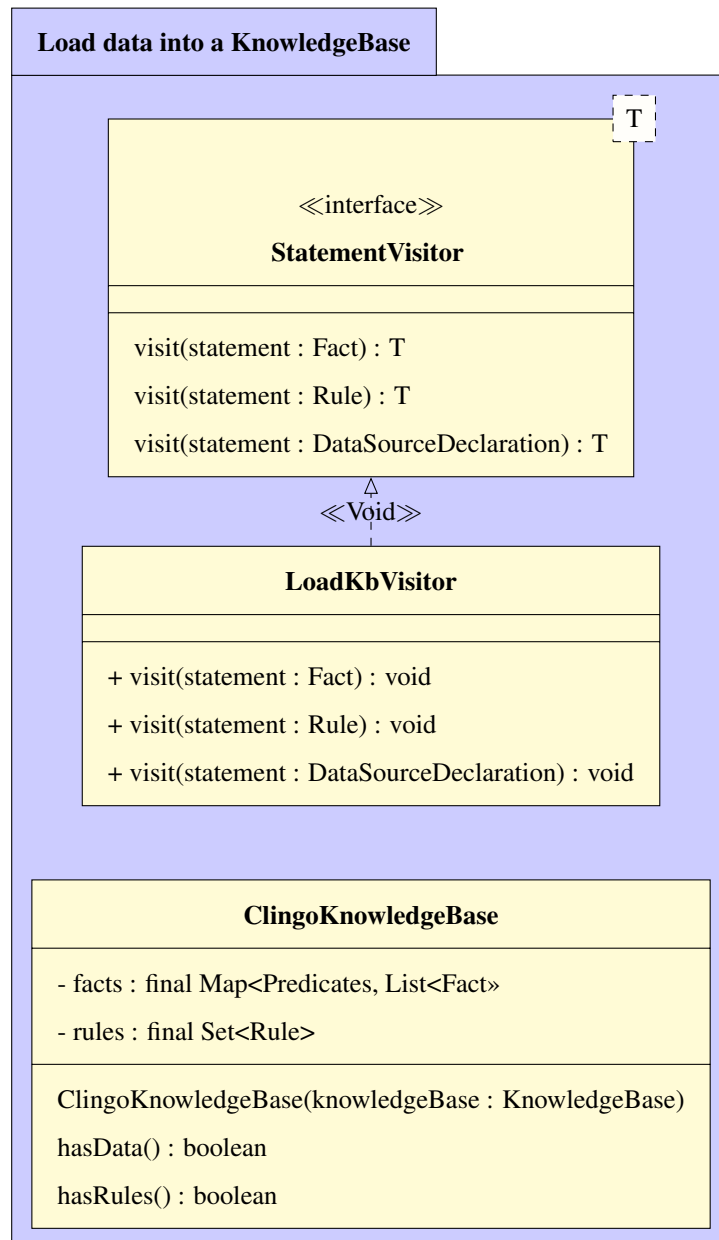 Load data into a KnowledgeBase
T
≪interface≫
StatementVisitor
visit(statement : Fact) : T
visit(statement : Rule) : T
visit(statement : DataSourceDeclaration) : T
≪Void≫
LoadKbVisitor
+ visit(statement : Fact) : void
+ visit(statement : Rule) : void
+ visit(statement : DataSourceDeclaration) : void
ClingoKnowledgeBase
- facts : final Map<Predicates, List<Fact»
- rules : final Set<Rule>
ClingoKnowledgeBase(knowledgeBase : KnowledgeBase)
hasData() : boolean
hasRules() : boolean